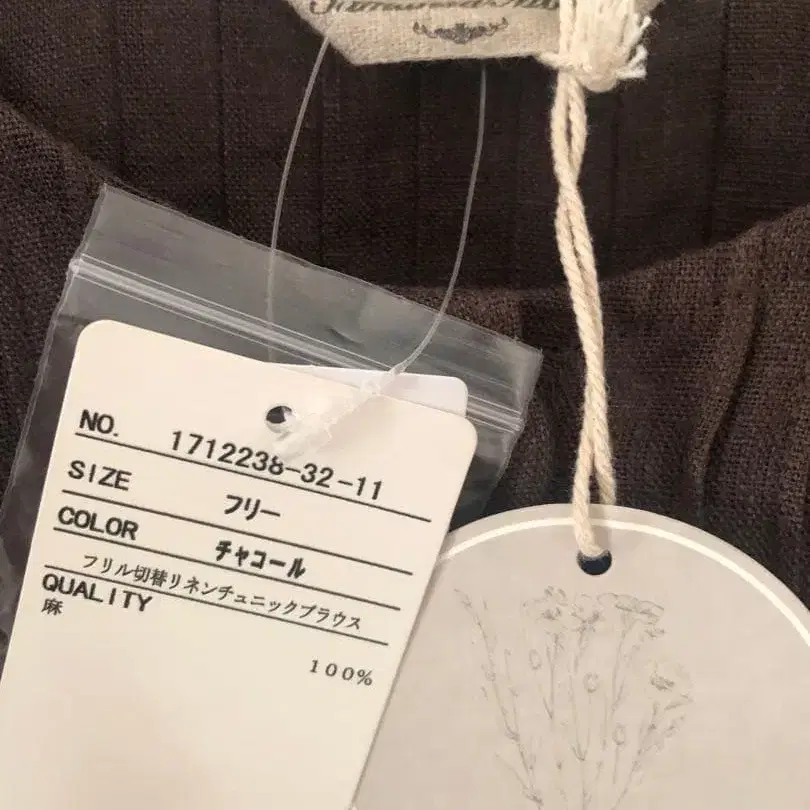 NO. 1712238-32-11
SIZE フリー
COLOR チャコール
フリル切替リネンチュニックブラウス
QUALITY
麻
100%